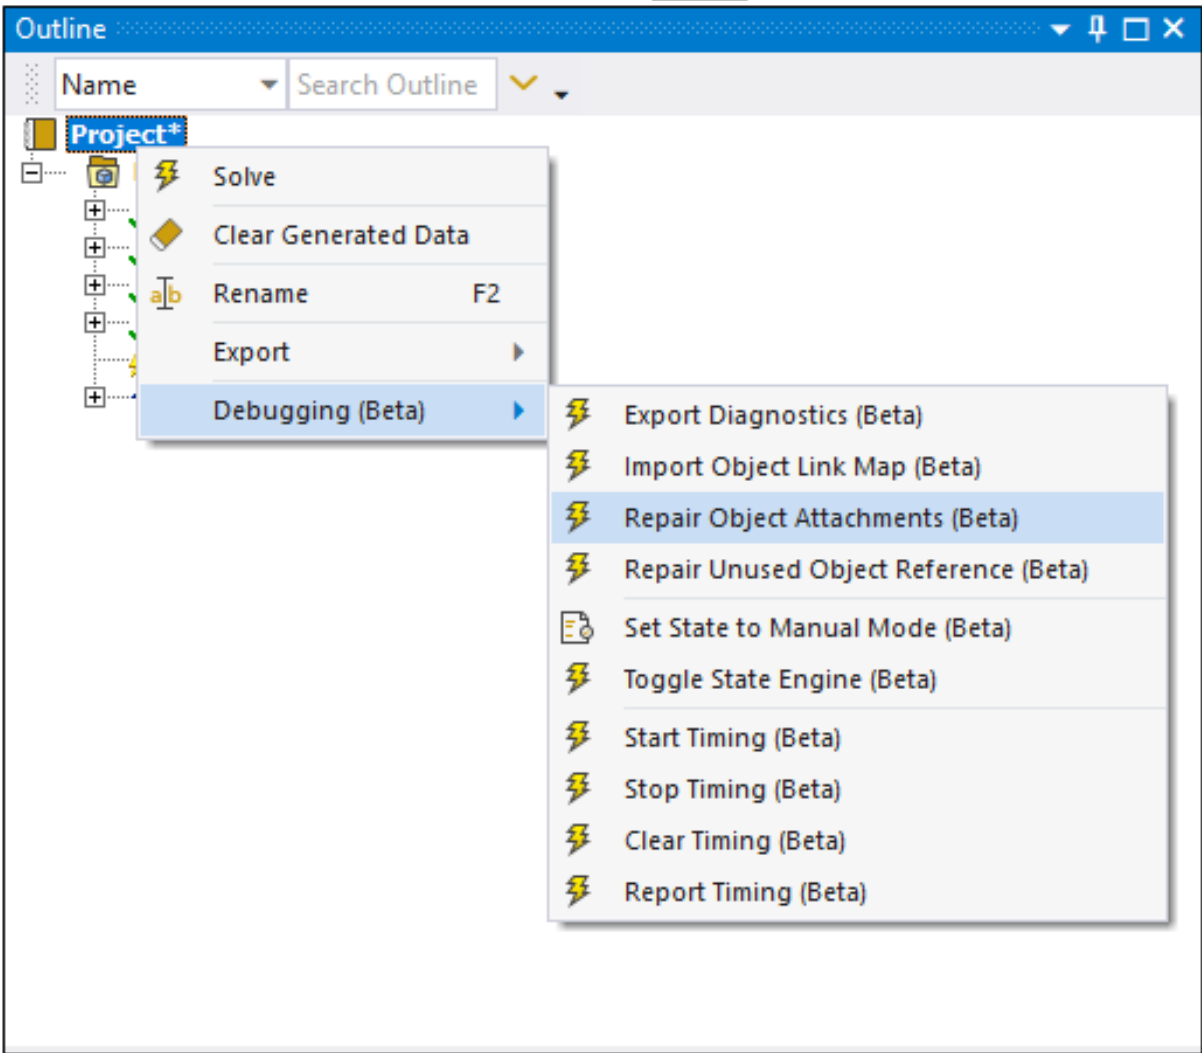 Outline
Name
Search Outline
Project*
Solve
Clear Generated Data
a b Rename F2
Export
Debugging (Beta)
Export Diagnostics (Beta)
Import Object Link Map (Beta)
Repair Object Attachments (Beta)
Repair Unused Object Reference (Beta)
Set State to Manual Mode (Beta)
Toggle State Engine (Beta)
Start Timing (Beta)
Stop Timing (Beta)
Clear Timing (Beta)
Report Timing (Beta)